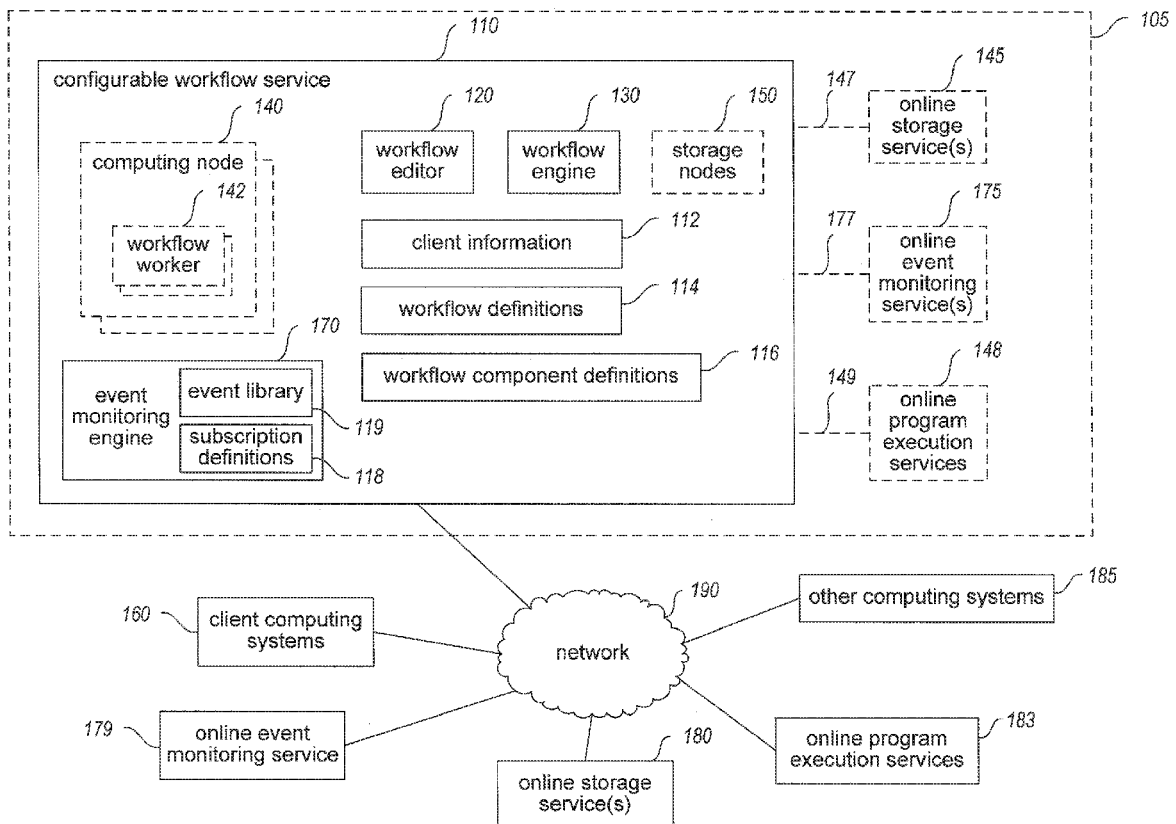 105
110
configurable workflow service
140
computing node
142
workflow
worker
120
workflow
editor
130
workflow
engine
150
storage
nodes
147
145
online
storage
service(s)
112
client information
177
175
online
event
monitoring
service(s)
114
workflow definitions
116
workflow component definitions
149
148
online
program
execution
services
170
event
monitoring
engine
event library
119
subscription
definitions
118
190
network
160
client computing
systems
185
other computing systems
179
online event
monitoring service
180
online storage
service(s)
183
online program
execution services